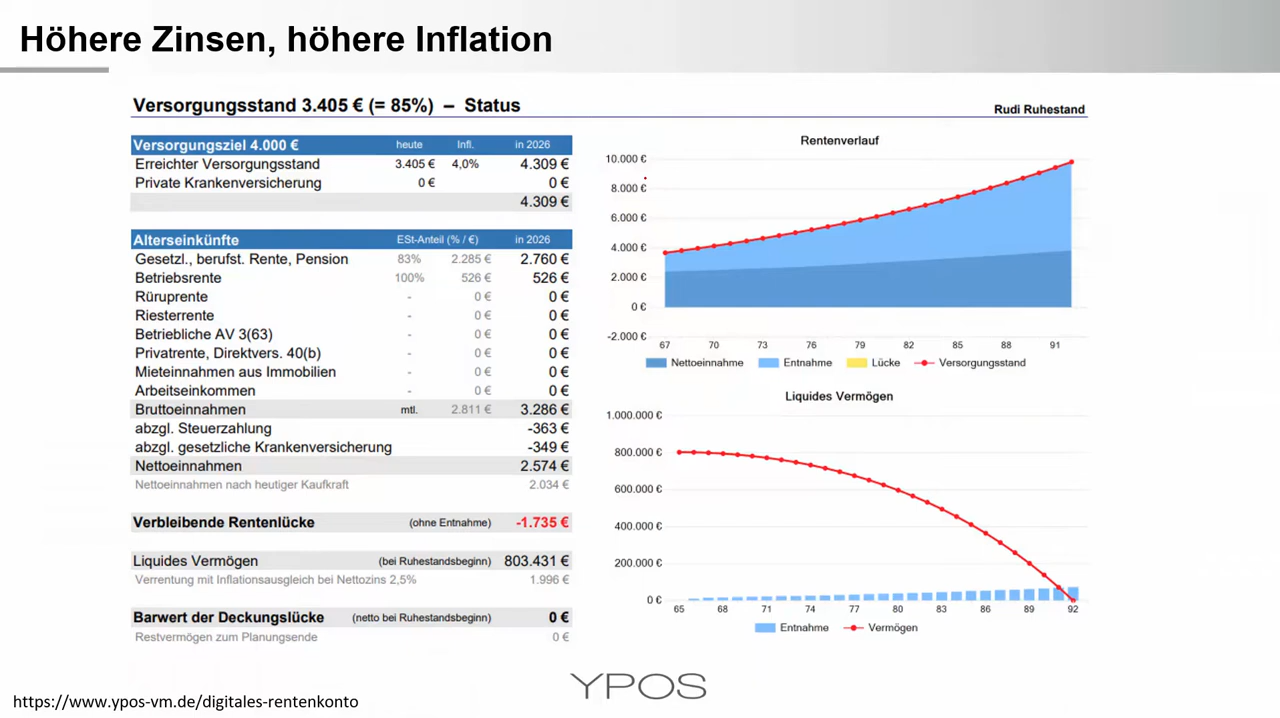 Höhere Zinsen, höhere Inflation
Versorgungsstand 3.405 € (= 85%) – Status
Rudi Ruhestand
Versorgungsziel 4.000 € heute Infl. in 2026
Erreichter Versorgungsstand 3.405 € 4,0% 4.309 €
Private Krankenversicherung 0 € 0 €
4.309 €
Alterseinkünfte ESt-Anteil (% / €) in 2026
Gesetzl., berufst. Rente, Pension 83% 2.285 € 2.760 €
Betriebsrente 100% 526 € 526 €
Rüruprente - 0 € 0 €
Riesterrente - 0 € 0 €
Betriebliche AV 3(63) - 0 € 0 €
Privatrente, Direktvers. 40(b) - 0 € 0 €
Mieteinnahmen aus Immobilien - 0 € 0 €
Arbeitseinkommen - 0 € 0 €
Bruttoeinnahmen mtl. 2.811 € 3.286 €
abzgl. Steuerzahlung -363 €
abzgl. gesetzliche Krankenversicherung -349 €
Nettoeinnahmen 2.574 €
Nettoeinnahmen nach heutiger Kaufkraft 2.034 €
Verbleibende Rentenlücke (ohne Entnahme) -1.735 €
Liquides Vermögen (bei Ruhestandsbeginn) 803.431 €
Verrentung mit Inflationsausgleich bei Nettozins 2,5% 1.996 €
Barwert der Deckungslücke (netto bei Ruhestandsbeginn) 0 €
Restvermögen zum Planungsende 0 €
Rentenverlauf
10.000 €
8.000 €
6.000 €
4.000 €
2.000 €
0 €
-2.000 €
67 70 73 76 79 82 85 88 91
Nettoeinnahme Entnahme Lücke Versorgungsstand
Liquides Vermögen
1.000.000 €
800.000 €
600.000 €
400.000 €
200.000 €
0 €
65 68 71 74 77 80 83 86 89 92
Entnahme Vermögen
YPOS
https://www.ypos-vm.de/digitales-rentenkonto